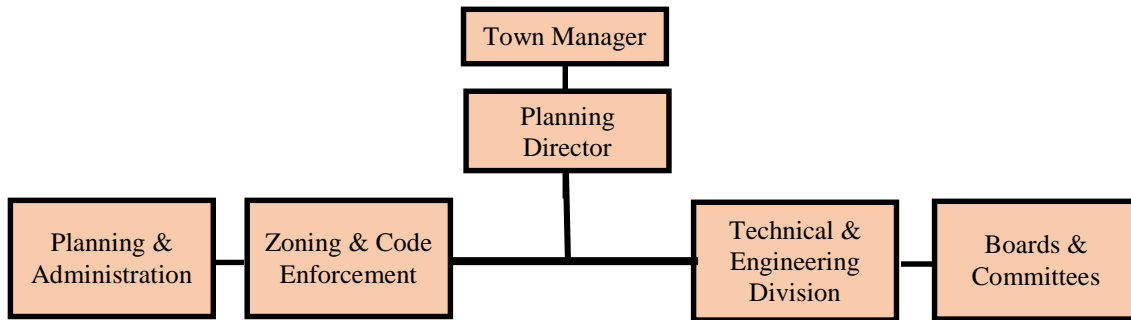 Town Manager
Planning
Director
Planning &
Administration
Zoning & Code
Enforcement
Technical &
Engineering
Division
Boards &
Committees